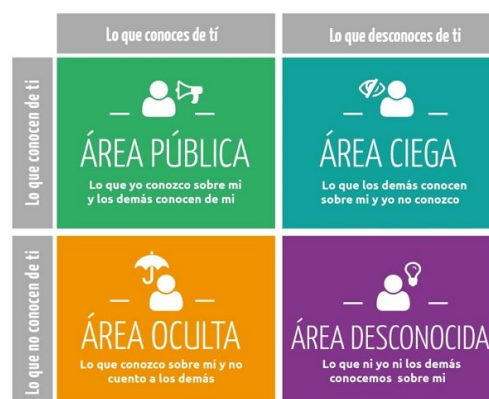 Lo que conoces de tí
Lo que desconoces de ti
Lo que conocen de ti
ÁREA PÚBLICA
Lo que yo conozco sobre mi
y los demás conocen de mi
ÁREA CIEGA
Lo que los demás conocen
sobre mi y yo no conozco
Lo que no conocen de ti
ÁREA OCULTA
Lo que conozco sobre mí y no
cuento a los demás
ÁREA DESCONOCIDA
Lo que ni yo ni los demás
conocemos sobre mi